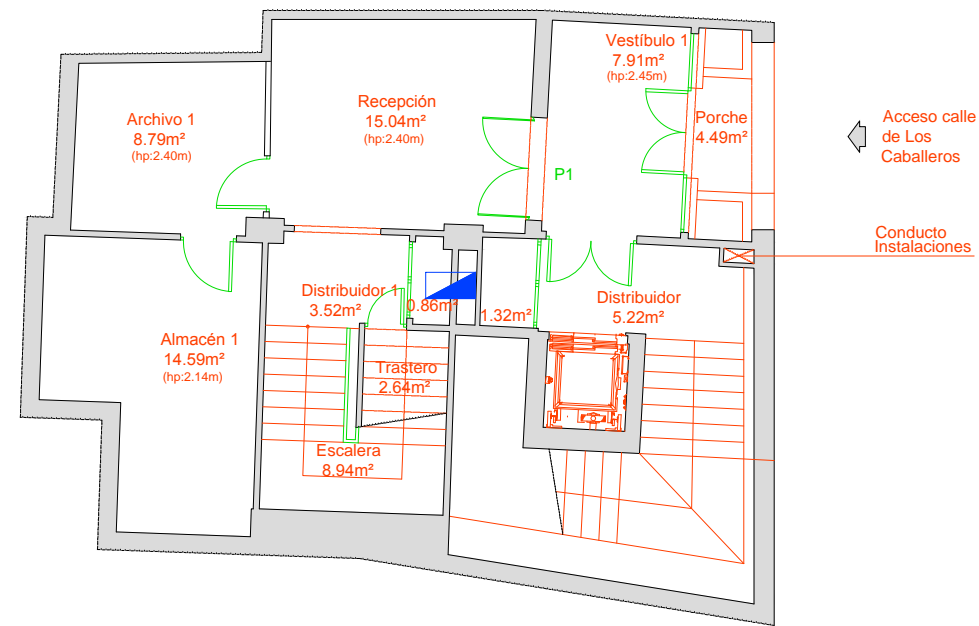 Vestíbulo 1
7.91m²
(hp:2.45m)
Recepción
15.04m²
(hp:2.40m)
Archivo 1
8.79m²
(hp:2.40m)
Porche
4.49m²
Acceso calle
de Los
Caballeros
P1
Conducto
Instalaciones
Distribuidor 1
3.52m²
0.86m²
1.32m²
Distribuidor
5.22m²
Almacén 1
14.59m²
(hp:2.14m)
Trastero
2.64m²
Escalera
8.94m²